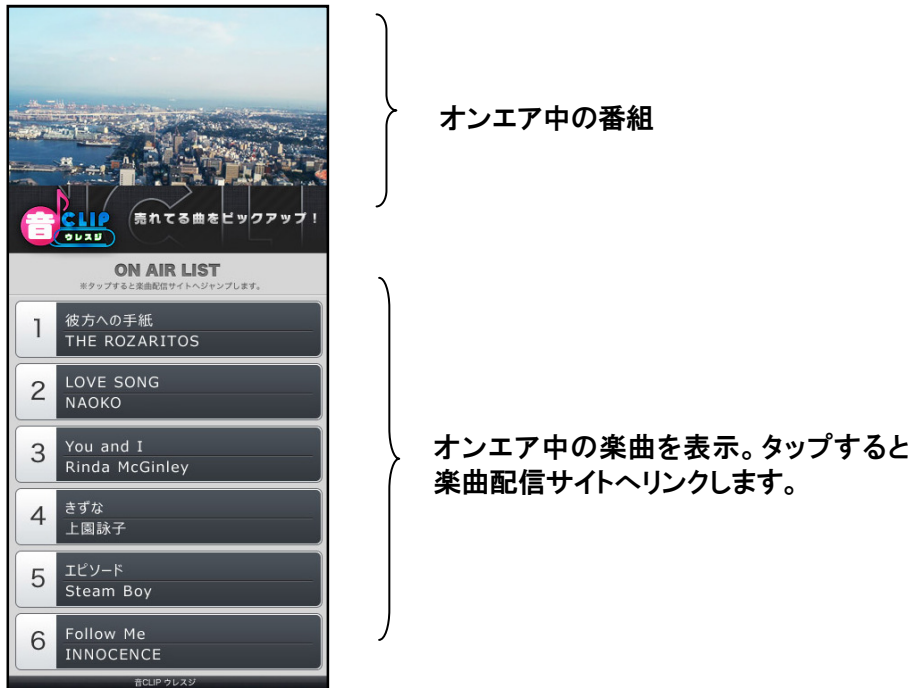 オンエア中の番組
音CLIP
ウレスジ
売れてる曲をピックアップ！
ON AIR LIST
※タップすると楽曲配信サイトへジャンプします。
1
彼方への手紙
THE ROZARITOS
2
LOVE SONG
NAOKO
3
You and I
Rinda McGinley
4
きずな
上園詠子
5
エピソード
Steam Boy
6
Follow Me
INNOCENCE
音CLIP ウレスジ
オンエア中の楽曲を表示。タップすると
楽曲配信サイトへリンクします。